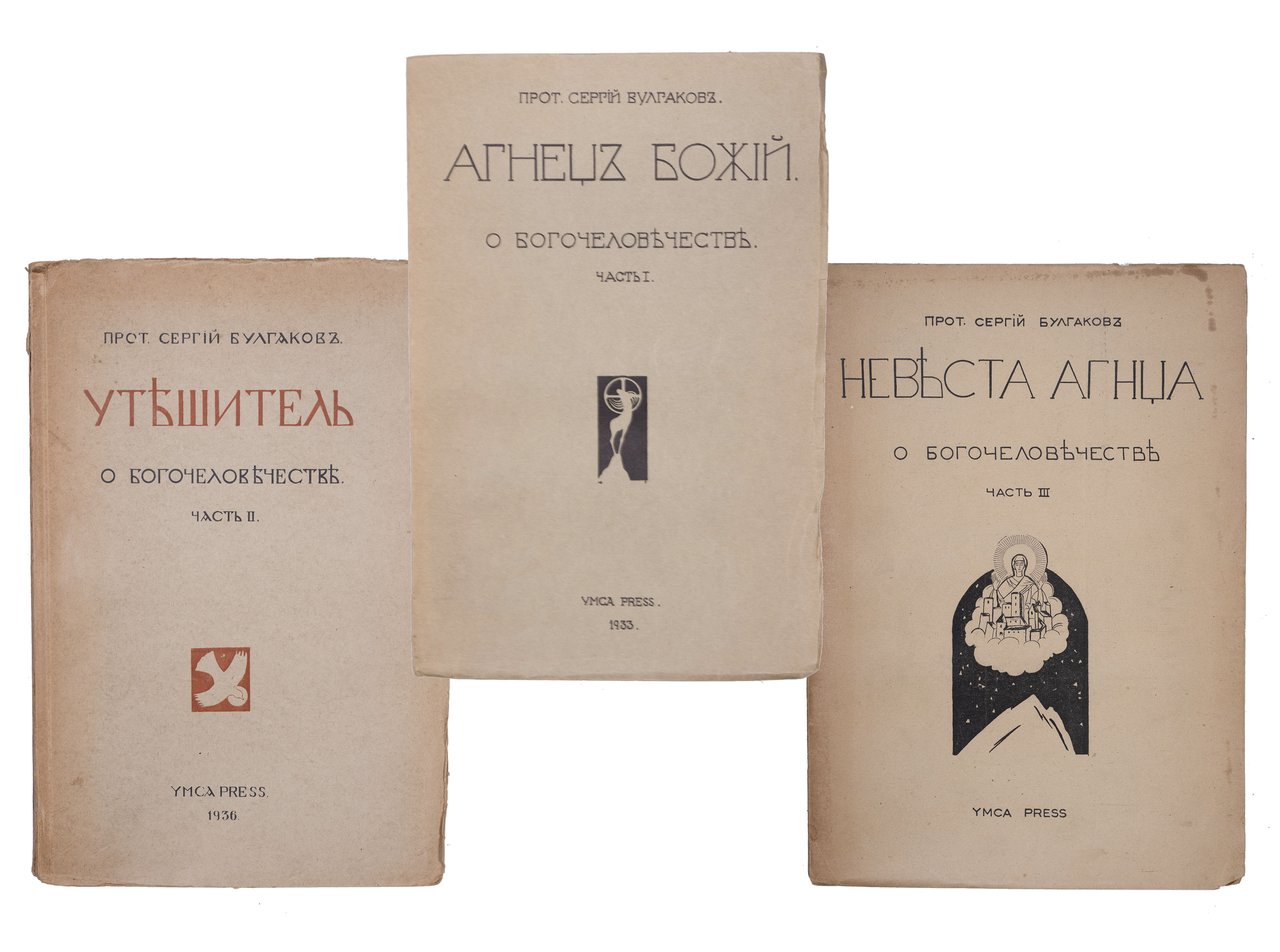 ПРОТ. СЕРГІЙ БУЛГАКОВЪ.
АГНЕЦЪ БОЖІЙ.
О БОГОЧЕЛОВѢЧЕСТВѢ.
ЧАСТЬ I.
YMCA PRESS.
1933.
ПРОТ. СЕРГІЙ БУЛГАКОВЪ.
УТѢШИТЕЛЬ
О БОГОЧЕЛОВѢЧЕСТВѢ.
ЧАСТЬ II.
YMCA PRESS.
1936.
ПРОТ. СЕРГІЙ БУЛГАКОВЪ
НЕВѢСТА АГНЦА
О БОГОЧЕЛОВѢЧЕСТВѢ
ЧАСТЬ III
YMCA PRESS